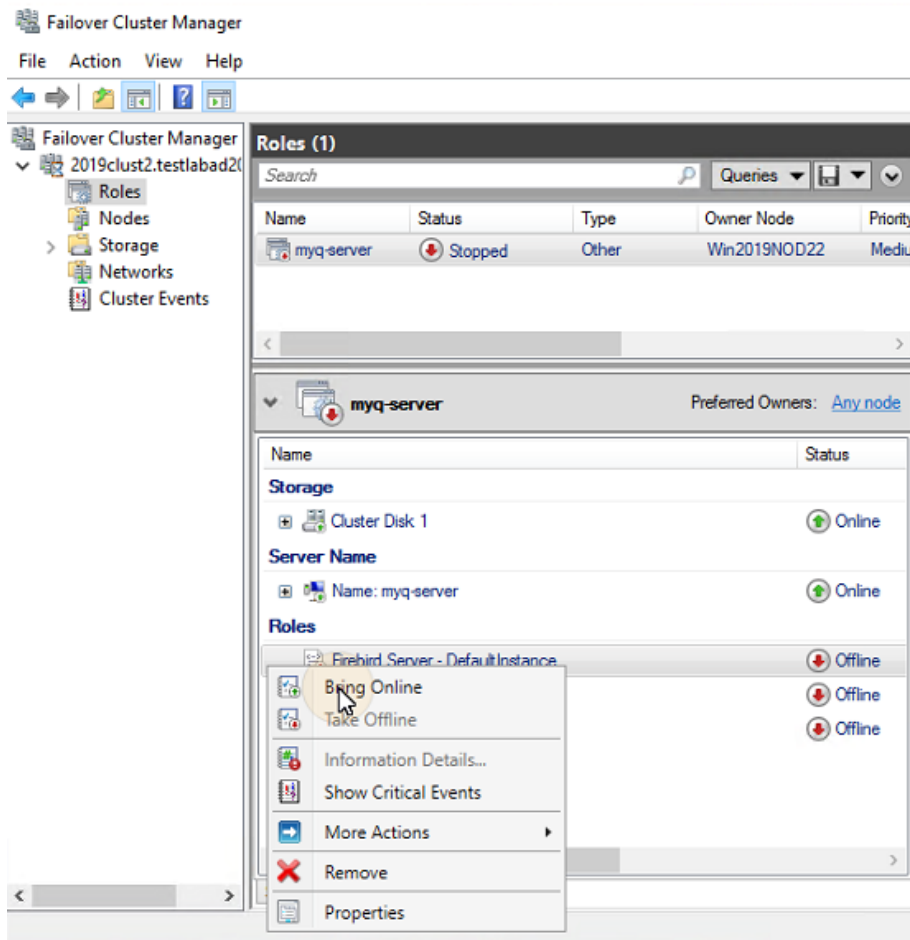 Failover Cluster Manager
File Action View Help
Failover Cluster Manager
2019clust2.testlabad20
Roles
Nodes
Storage
Networks
Cluster Events
Roles (1)
Search
Queries
Name Status Type Owner Node Priority
myq-server Stopped Other Win2019NOD22 Mediu
myq-server Preferred Owners: Any node
Name Status
Storage
Cluster Disk 1 Online
Server Name
Name: myq-server Online
Roles
Firebird Server - DefaultInstance Offline
Bring Online Offline
Take Offline Offline
Information Details...
Show Critical Events
More Actions
Remove
Properties